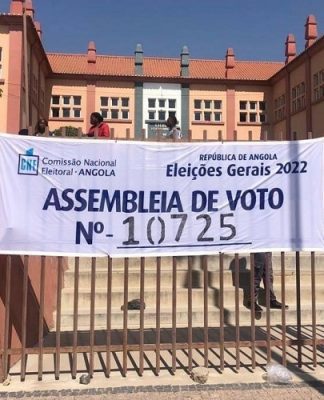 CNE
Comissão Nacional
Eleitoral · ANGOLA
REPÚBLICA DE ANGOLA
Eleições Gerais 2022
ASSEMBLEIA DE VOTO
Nº- 10725